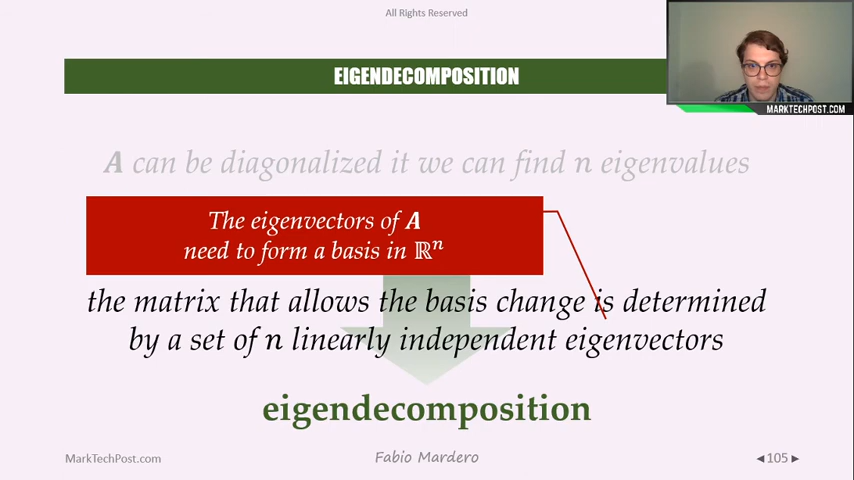 All Rights Reserved
EIGENDECOMPOSITION
MARKTECHPOST.COM
A can be diagonalized it we can find n eigenvalues
The eigenvectors of A
need to form a basis in ℝⁿ
the matrix that allows the basis change is determined
by a set of n linearly independent eigenvectors
eigendecomposition
MarkTechPost.com
Fabio Mardero
◄105►